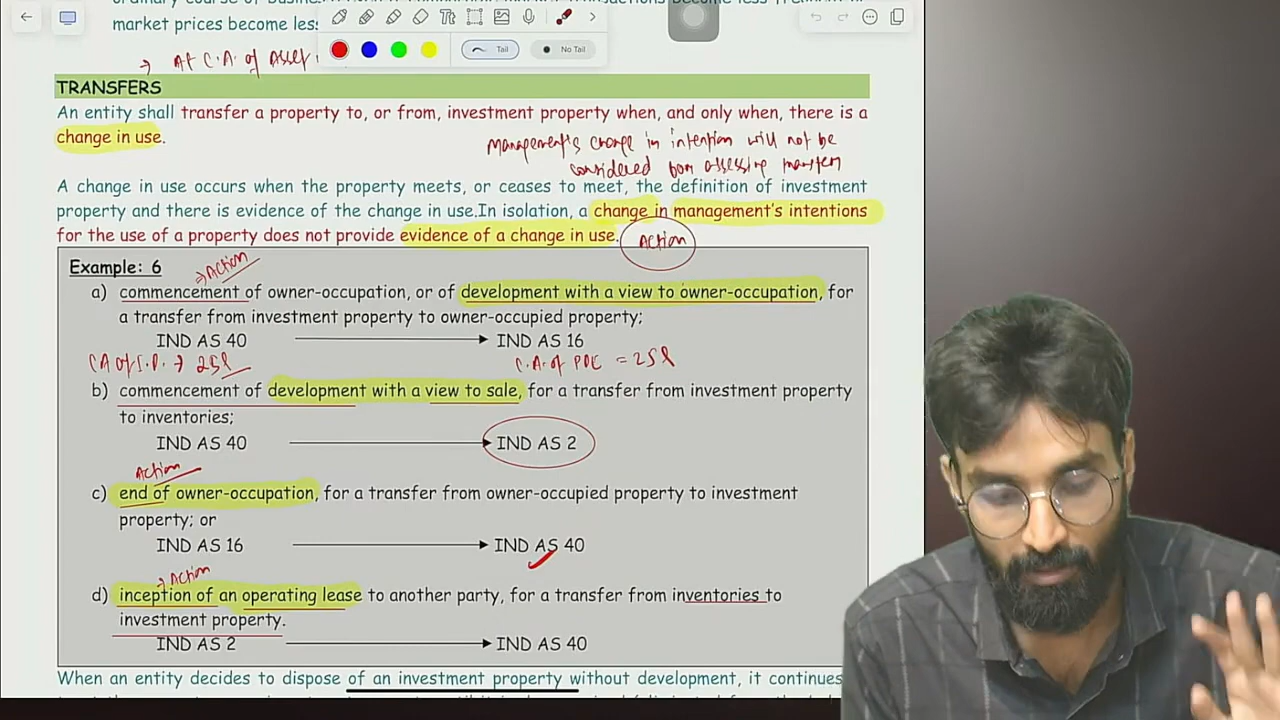 market prices become less
Tail
No Tail
→ At C.A. of Asset
TRANSFERS
An entity shall transfer a property to, or from, investment property when, and only when, there is a
change in use.
Management's change in intention will not be
considered for assessing transfers
A change in use occurs when the property meets, or ceases to meet, the definition of investment
property and there is evidence of the change in use.In isolation, a change in management's intentions
for the use of a property does not provide evidence of a change in use.
Action
Example: 6
→ Action
a) commencement of owner-occupation, or of development with a view to owner-occupation, for
a transfer from investment property to owner-occupied property;
IND AS 40 IND AS 16
CA of I.P. → 25l C.A. of PPE = 25l
b) commencement of development with a view to sale, for a transfer from investment property
to inventories;
IND AS 40 IND AS 2
Action
c) end of owner-occupation, for a transfer from owner-occupied property to investment
property; or
IND AS 16 IND AS 40
→ Action
d) inception of an operating lease to another party, for a transfer from inventories to
investment property.
IND AS 2 IND AS 40
When an entity decides to dispose of an investment property without development, it continues